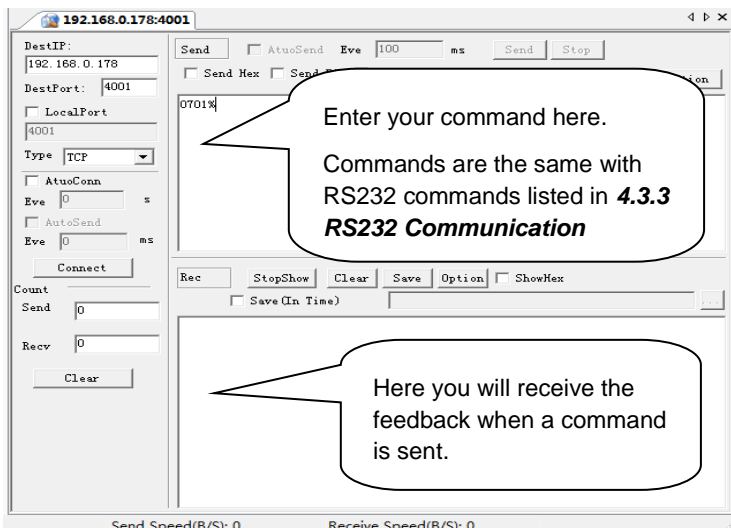 192.168.0.178:4001
DestIP:
192.168.0.178
DestPort: 4001
LocalPort
4001
Type TCP
AtuoConn
Eve 0 s
AutoSend
Eve 0 ms
Connect
Count
Send 0
Recv 0
Clear
Send AtuoSend Eve 100 ms Send Stop
Send Hex Send
0701%
Enter your command here.
Commands are the same with
RS232 commands listed in 4.3.3
RS232 Communication
Rec StopShow Clear Save Option ShowHex
Save(In Time) ...
Here you will receive the
feedback when a command
is sent.
Send Speed(B/S): 0 Receive Speed(B/S): 0